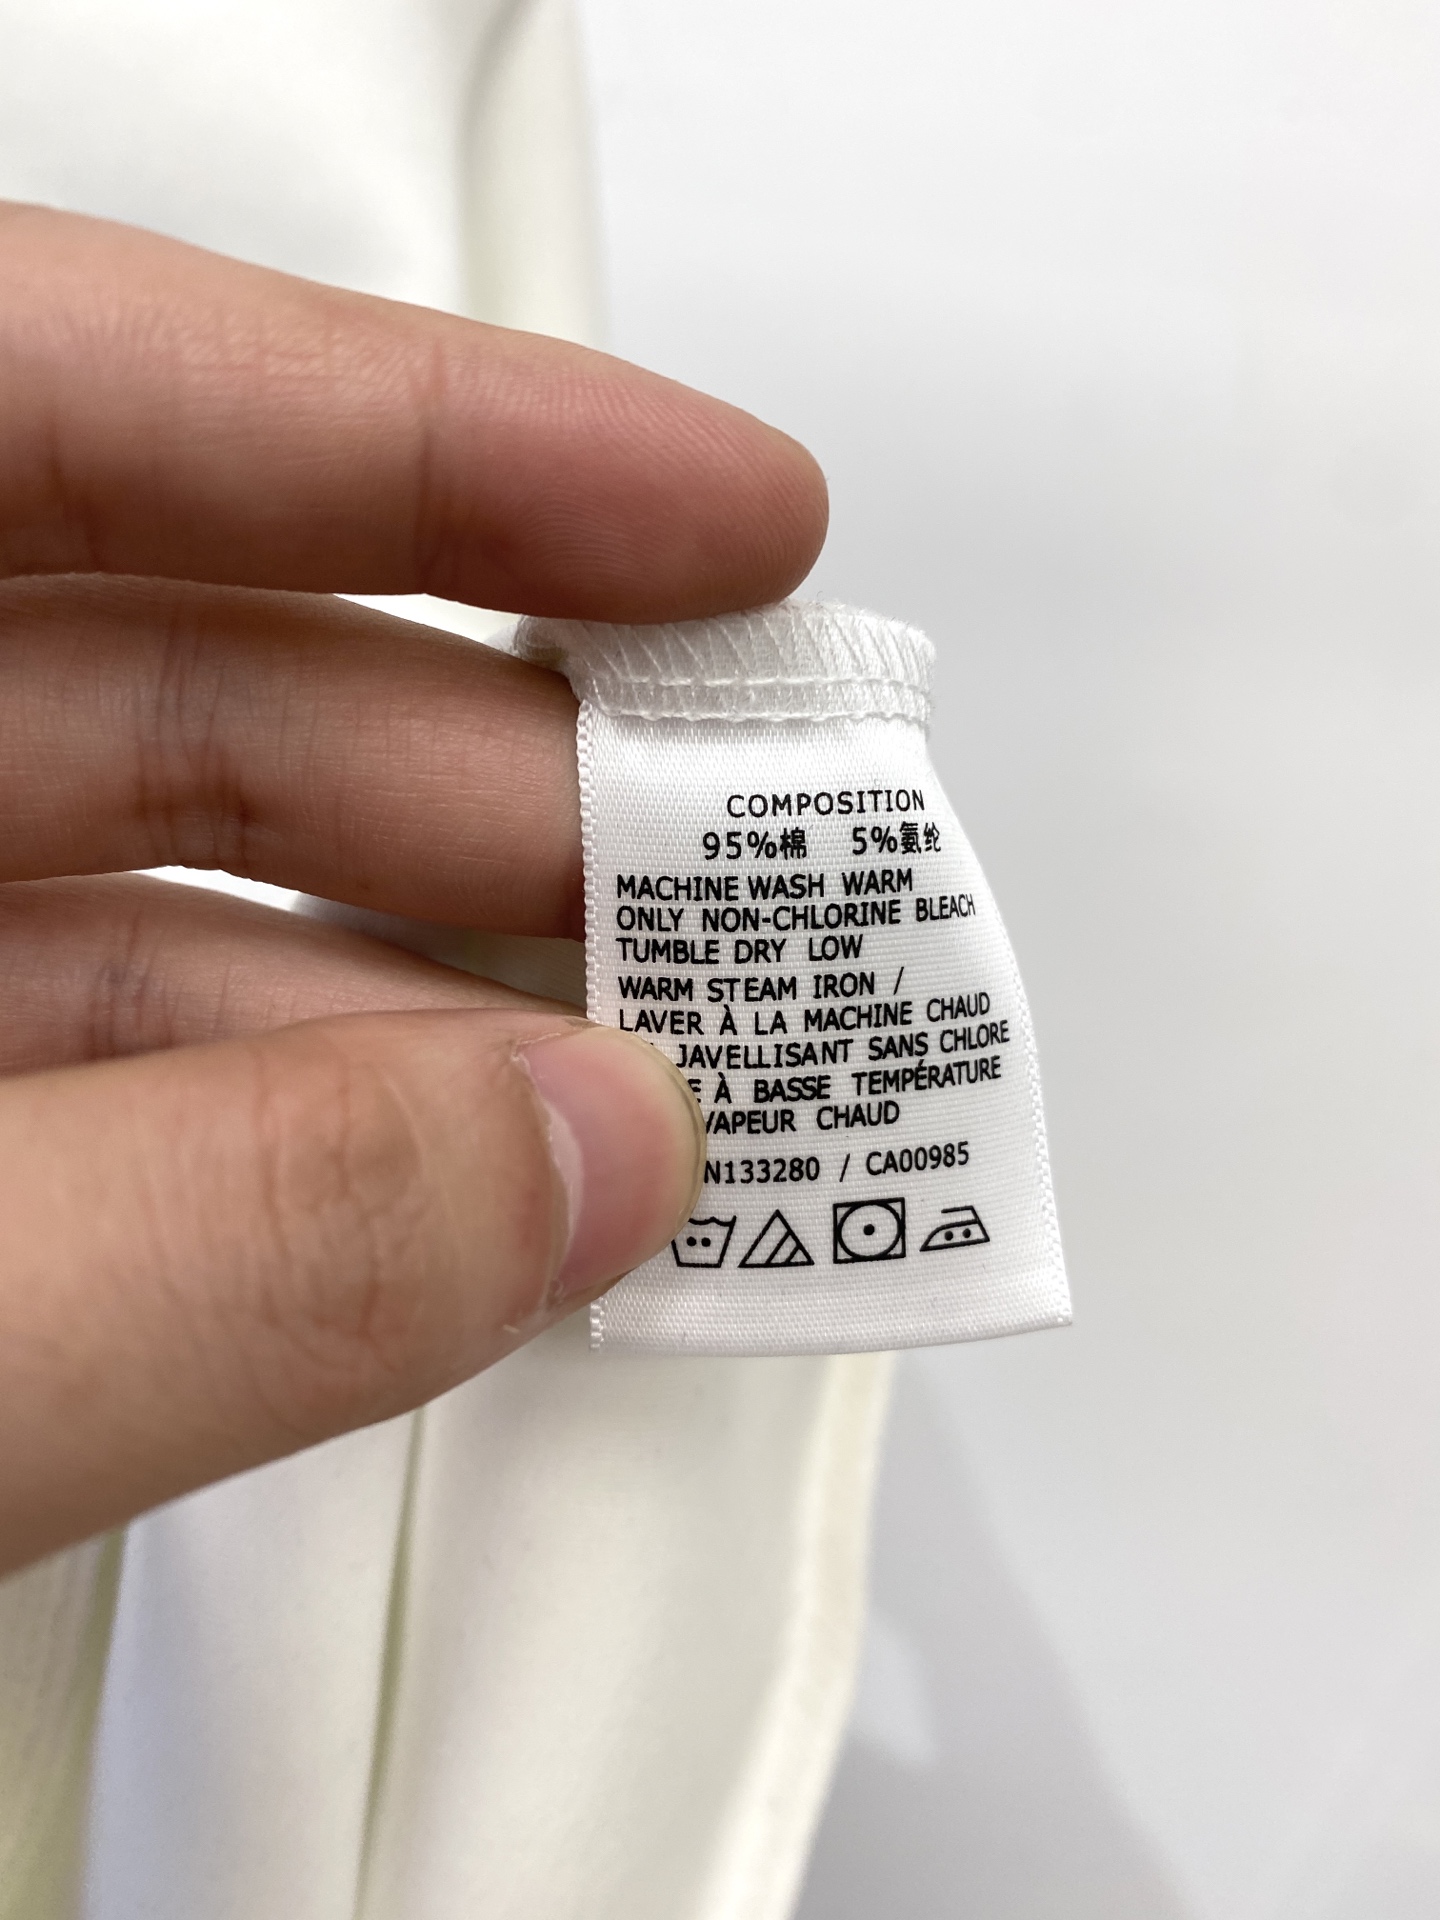 COMPOSITION
95%棉 5%氨纶
MACHINE WASH WARM
ONLY NON-CHLORINE BLEACH
TUMBLE DRY LOW
WARM STEAM IRON /
LAVER À LA MACHINE CHAUD
JAVELLISANT SANS CHLORE
À BASSE TEMPÉRATURE
VAPEUR CHAUD
N133280 / CA00985